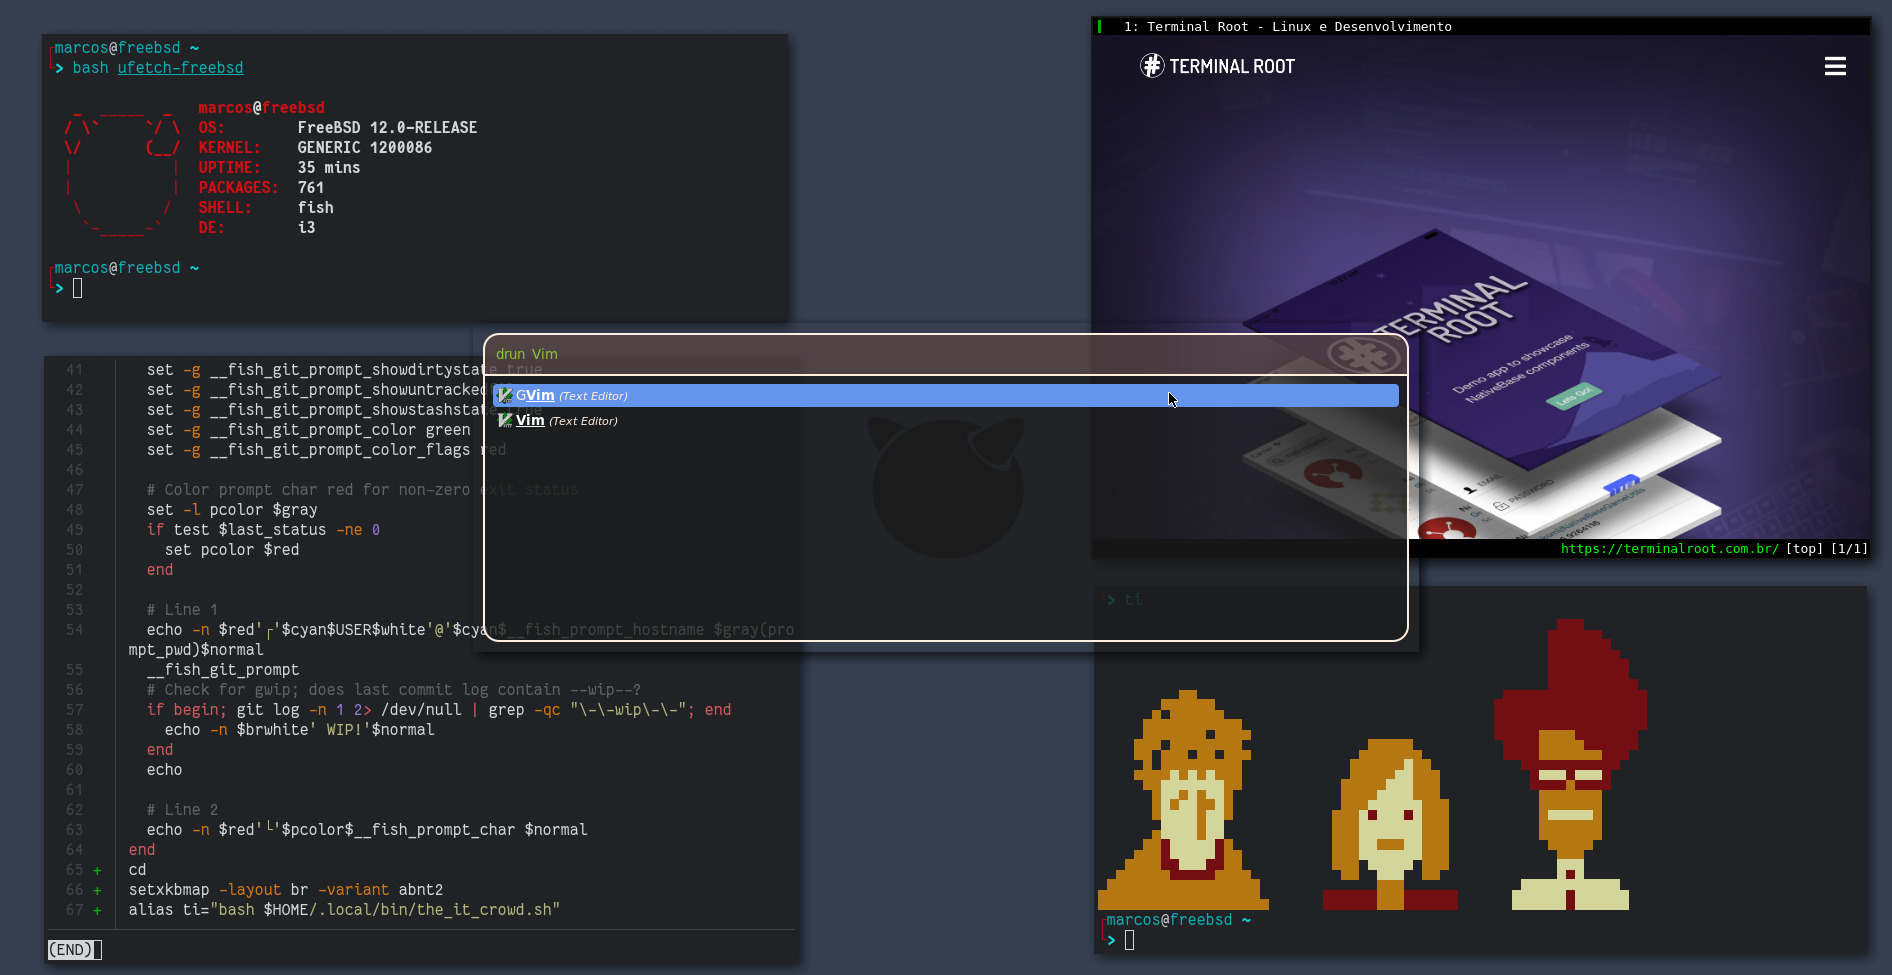 marcos@freebsd ~
> bash ufetch-freebsd
marcos@freebsd
OS: FreeBSD 12.0-RELEASE
KERNEL: GENERIC 1200086
UPTIME: 35 mins
PACKAGES: 761
SHELL: fish
DE: i3
marcos@freebsd ~
>
1: Terminal Root - Linux e Desenvolvimento
TERMINAL ROOT
TERMINAL
ROOT
Demo app to showcase
NativeBase components
Lets Go!
EMAIL
PASSWORD
https://terminalroot.com.br/ [top] [1/1]
drun Vim
GVim (Text Editor)
Vim (Text Editor)
41 set -g __fish_git_prompt_showdirtystate true
42 set -g __fish_git_prompt_showuntracked
43 set -g __fish_git_prompt_showstashstate true
44 set -g __fish_git_prompt_color green
45 set -g __fish_git_prompt_color_flags red
46
47 # Color prompt char red for non-zero exit status
48 set -l pcolor $gray
49 if test $last_status -ne 0
50 set pcolor $red
51 end
52
53 # Line 1
54 echo -n $red'┌'$cyan$USER$white'@'$cyan$__fish_prompt_hostname $gray(pro
mpt_pwd)$normal
55 __fish_git_prompt
56 # Check for gwip; does last commit log contain --wip--?
57 if begin; git log -n 1 2> /dev/null | grep -qc "\-\-wip\-\-"; end
58 echo -n $brwhite' WIP!'$normal
59 end
60 echo
61
62 # Line 2
63 echo -n $red'└'$pcolor$__fish_prompt_char $normal
64 end
65 + cd
66 + setxkbmap -layout br -variant abnt2
67 + alias ti="bash $HOME/.local/bin/the_it_crowd.sh"
(END)
> ti
marcos@freebsd ~
>